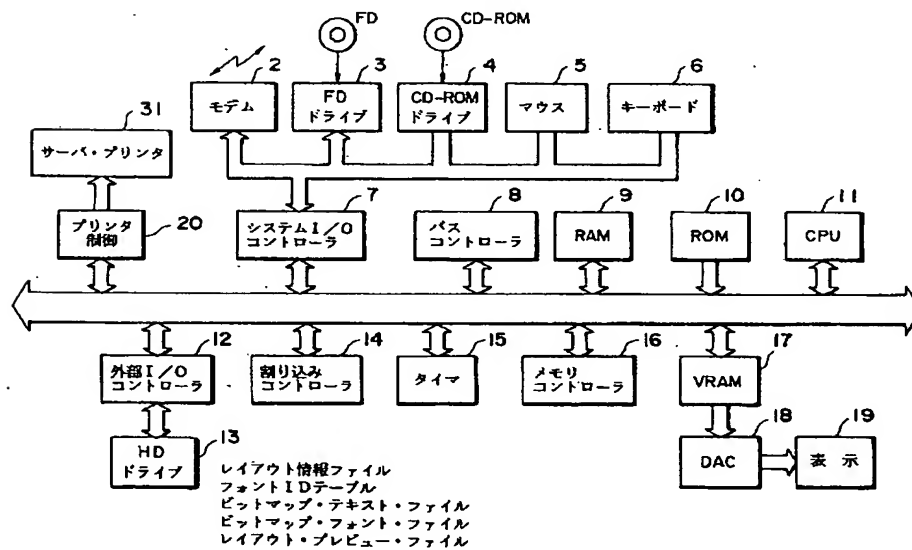 FD
CD-ROM
2
3
4
5
6
モデム
FD
ドライブ
CD-ROM
ドライブ
マウス
キーボード
31
サーバ・プリンタ
20
プリンタ
制御
7
システムI/O
コントローラ
8
バス
コントローラ
9
RAM
10
ROM
11
CPU
12
外部I/O
コントローラ
14
割り込み
コントローラ
15
タイマ
16
メモリ
コンドローラ
17
VRAM
13
HD
ドライブ
18
DAC
19
表示
レイアウト情報ファイル
フォントIDテーブル
ビットマップ・テキスト・ファイル
ビットマップ・フォント・ファイル
レイアウト・プレビュー・ファイル